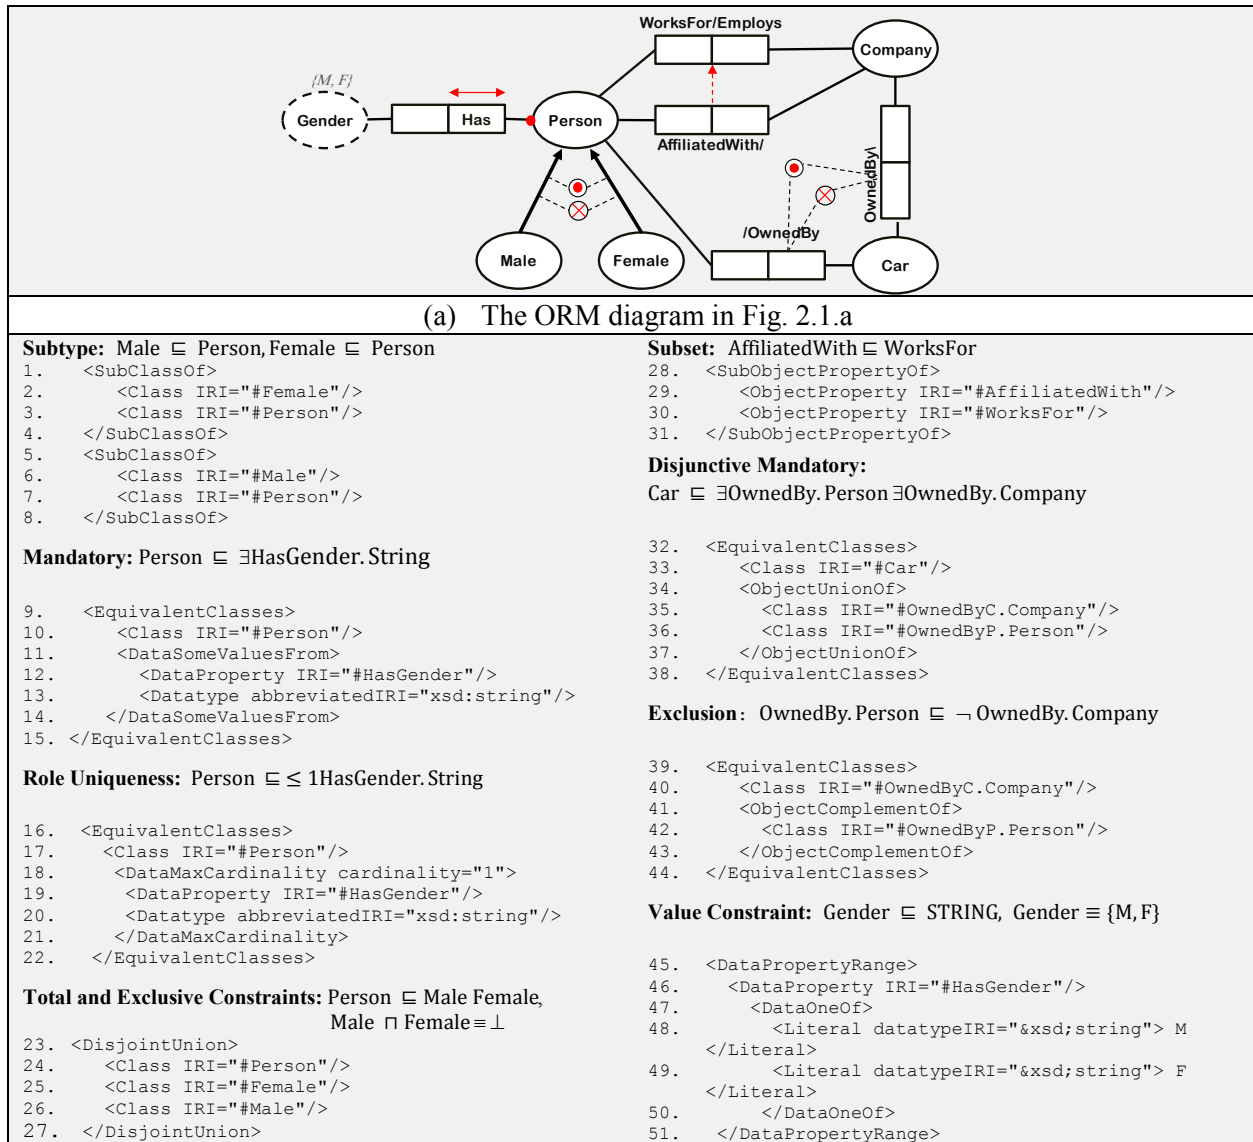 WorksFor/Employs
Company
{M, F}
Gender
Has
Person
AffiliatedWith/
OwnedBy\
/OwnedBy
Male
Female
Car
(a) The ORM diagram in Fig. 2.1.a
Subtype: Male ⊑ Person, Female ⊑ Person
1. <SubClassOf>
2. <Class IRI="#Female"/>
3. <Class IRI="#Person"/>
4. </SubClassOf>
5. <SubClassOf>
6. <Class IRI="#Male"/>
7. <Class IRI="#Person"/>
8. </SubClassOf>
Mandatory: Person ⊑ ∃HasGender. String
9. <EquivalentClasses>
10. <Class IRI="#Person"/>
11. <DataSomeValuesFrom>
12. <DataProperty IRI="#HasGender"/>
13. <Datatype abbreviatedIRI="xsd:string"/>
14. </DataSomeValuesFrom>
15. </EquivalentClasses>
Role Uniqueness: Person ⊑ ≤ 1HasGender. String
16. <EquivalentClasses>
17. <Class IRI="#Person"/>
18. <DataMaxCardinality cardinality="1">
19. <DataProperty IRI="#HasGender"/>
20. <Datatype abbreviatedIRI="xsd:string"/>
21. </DataMaxCardinality>
22. </EquivalentClasses>
Total and Exclusive Constraints: Person ⊑ Male Female,
Male ⊓ Female ≡ ⊥
23. <DisjointUnion>
24. <Class IRI="#Person"/>
25. <Class IRI="#Female"/>
26. <Class IRI="#Male"/>
27. </DisjointUnion>
Subset: AffiliatedWith ⊑ WorksFor
28. <SubObjectPropertyOf>
29. <ObjectProperty IRI="#AffiliatedWith"/>
30. <ObjectProperty IRI="#WorksFor"/>
31. </SubObjectPropertyOf>
Disjunctive Mandatory:
Car ⊑ ∃OwnedBy. Person ∃OwnedBy. Company
32. <EquivalentClasses>
33. <Class IRI="#Car"/>
34. <ObjectUnionOf>
35. <Class IRI="#OwnedByC.Company"/>
36. <Class IRI="#OwnedByP.Person"/>
37. </ObjectUnionOf>
38. </EquivalentClasses>
Exclusion: OwnedBy. Person ⊑ ¬ OwnedBy. Company
39. <EquivalentClasses>
40. <Class IRI="#OwnedByC.Company"/>
41. <ObjectComplementOf>
42. <Class IRI="#OwnedByP.Person"/>
43. </ObjectComplementOf>
44. </EquivalentClasses>
Value Constraint: Gender ⊑ STRING, Gender ≡ {M, F}
45. <DataPropertyRange>
46. <DataProperty IRI="#HasGender"/>
47. <DataOneOf>
48. <Literal datatypeIRI="&xsd;string"> M
</Literal>
49. <Literal datatypeIRI="&xsd;string"> F
</Literal>
50. </DataOneOf>
51. </DataPropertyRange>